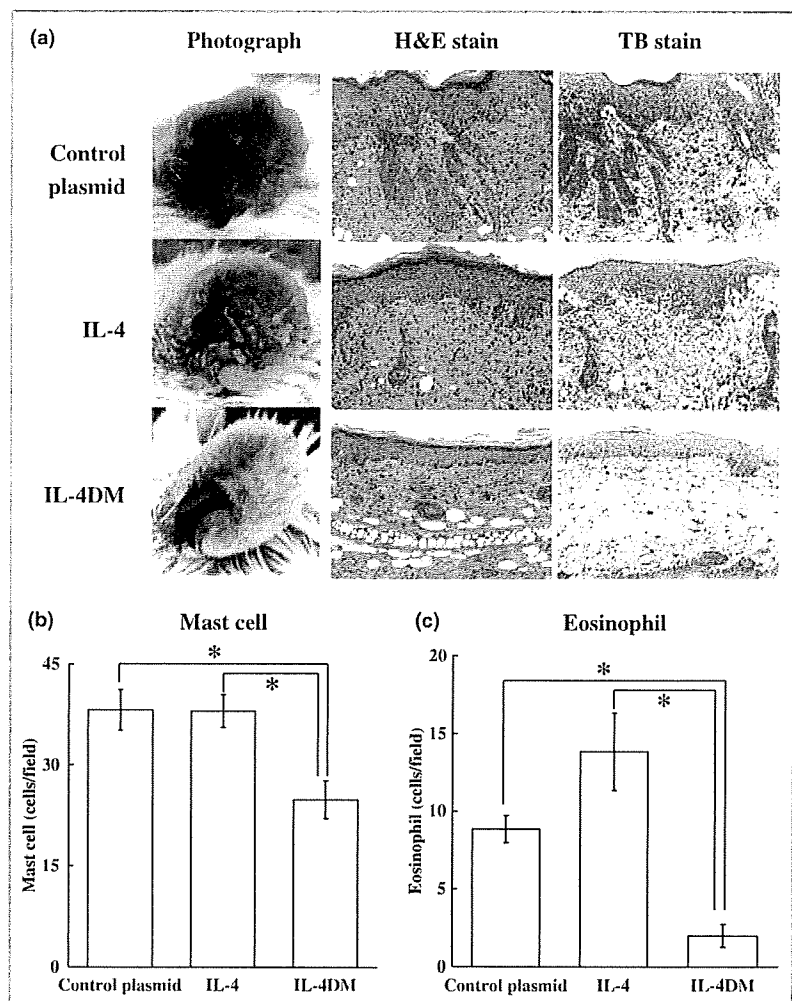 (a)
Photograph H&E stain TB stain
Control
plasmid
IL-4
IL-4DM
(b) Mast cell
*
*
45
30
15
0
Mast cell (cells/field)
Control plasmid IL-4 IL-4DM
(c) Eosinophil
*
*
20
15
10
5
0
Eosinophil (cells/field)
Control plasmid IL-4 IL-4DM